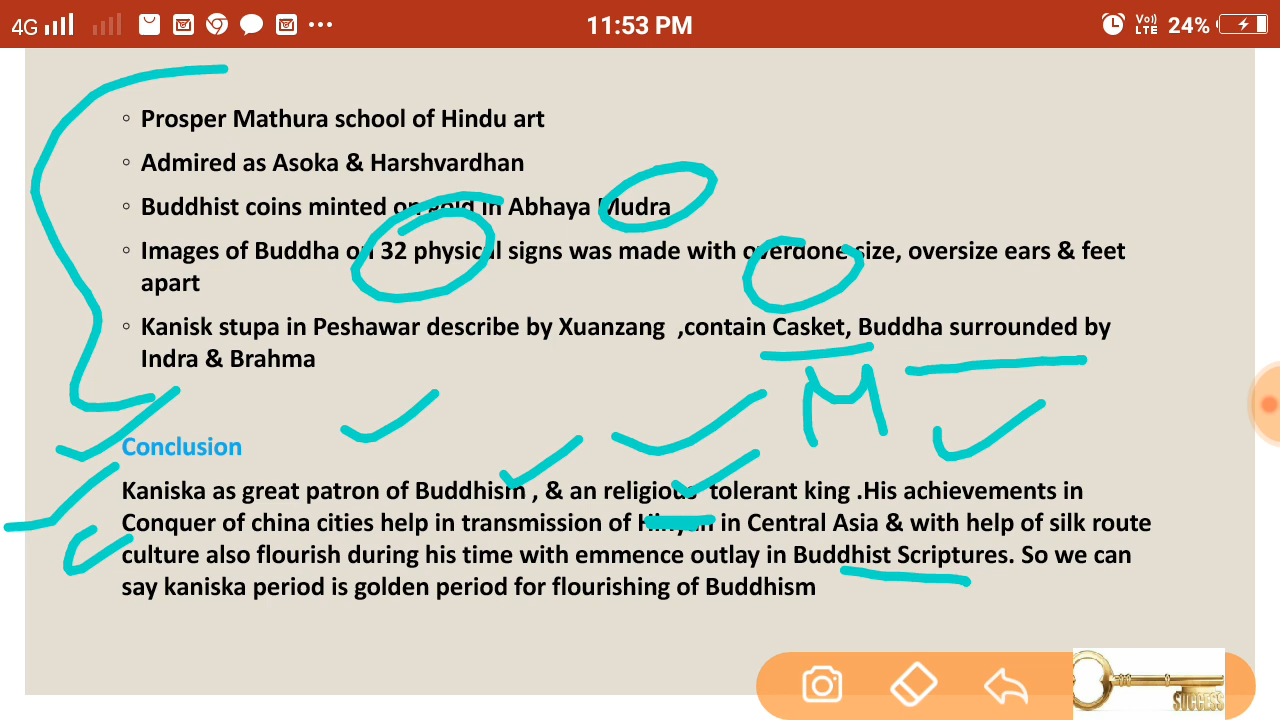 4G 11:53 PM Vo)) LTE 24%
◦ Prosper Mathura school of Hindu art
◦ Admired as Asoka & Harshvardhan
◦ Buddhist coins minted on gold in Abhaya Mudra
◦ Images of Buddha on 32 physical signs was made with overdone size, oversize ears & feet
apart
◦ Kanisk stupa in Peshawar describe by Xuanzang ,contain Casket, Buddha surrounded by
Indra & Brahma
M
Conclusion
Kaniska as great patron of Buddhism , & an religious tolerant king .His achievements in
Conquer of china cities help in transmission of in Central Asia & with help of silk route
culture also flourish during his time with emmence outlay in Buddhist Scriptures. So we can
say kaniska period is golden period for flourishing of Buddhism
SUCCESS